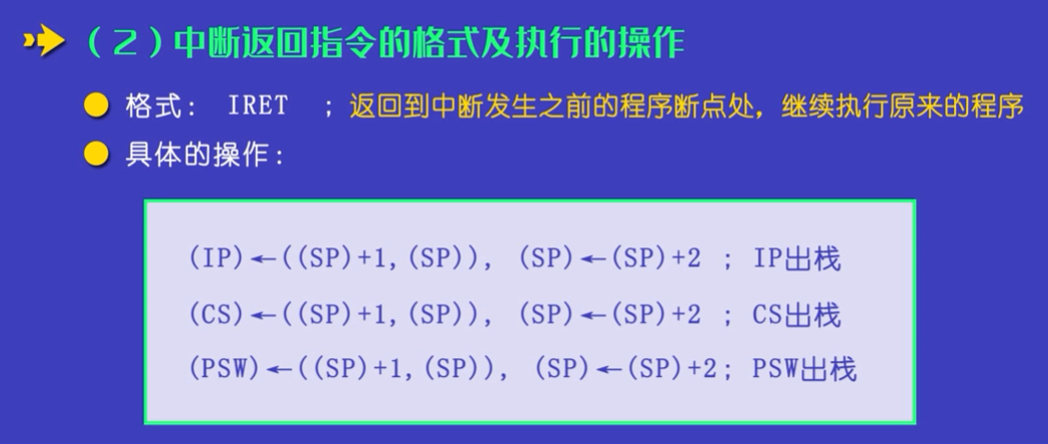 （2）中断返回指令的格式及执行的操作
格式： IRET ；返回到中断发生之前的程序断点处，继续执行原来的程序
具体的操作：
(IP)←((SP)+1,(SP)), (SP)←(SP)+2 ; IP出栈
(CS)←((SP)+1,(SP)), (SP)←(SP)+2 ; CS出栈
(PSW)←((SP)+1,(SP)), (SP)←(SP)+2; PSW出栈